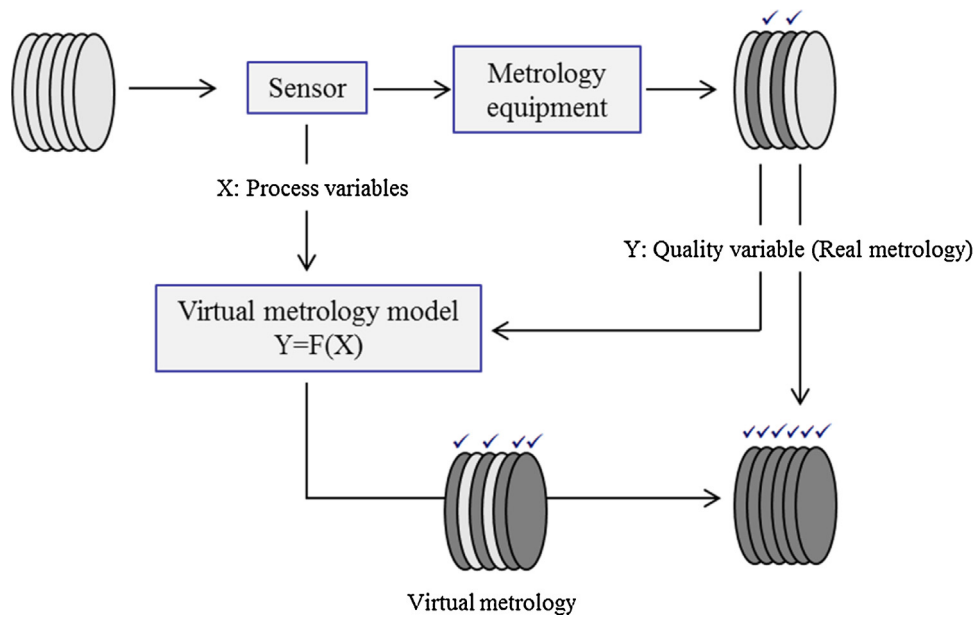 Sensor
Metrology
equipment
X: Process variables
Y: Quality variable (Real metrology)
Virtual metrology model
Y=F(X)
Virtual metrology